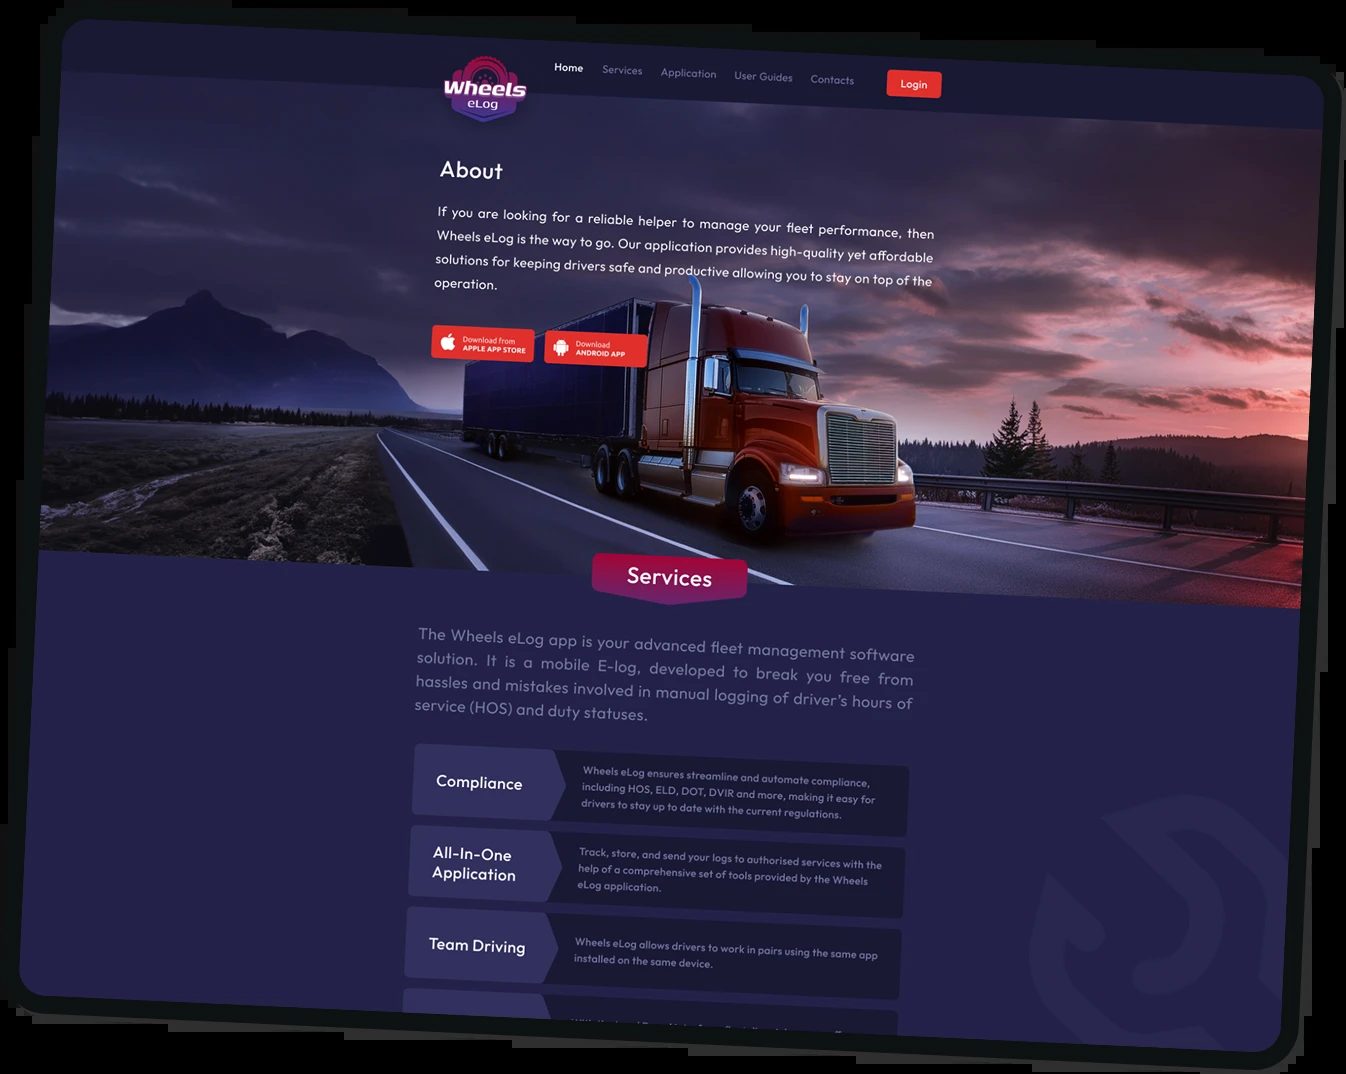 Wheels
eLog
Home Services Application User Guides Contacts Login
About
If you are looking for a reliable helper to manage your fleet performance, then
Wheels eLog is the way to go. Our application provides high-quality yet affordable
solutions for keeping drivers safe and productive allowing you to stay on top of the
operation.
Download from
APPLE APP STORE
Download
ANDROID APP
Services
The Wheels eLog app is your advanced fleet management software
solution. It is a mobile E-log, developed to break you free from
hassles and mistakes involved in manual logging of driver's hours of
service (HOS) and duty statuses.
Compliance
Wheels eLog ensures streamline and automate compliance,
including HOS, ELD, DOT, DVIR and more, making it easy for
drivers to stay up to date with the current regulations.
All-In-One
Application
Track, store, and send your logs to authorised services with the
help of a comprehensive set of tools provided by the Wheels
eLog application.
Team Driving
Wheels eLog allows drivers to work in pairs using the same app
installed on the same device.